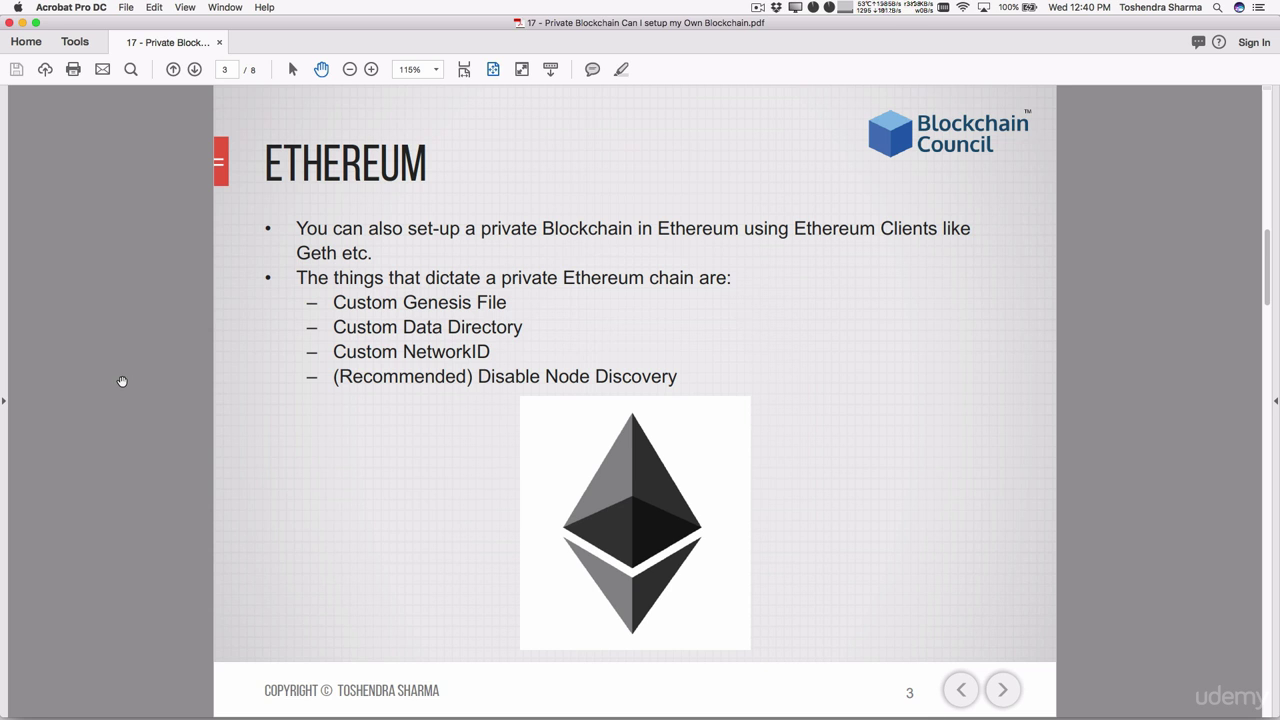 Acrobat Pro DC File Edit View Window Help 100% Wed 12:40 PM Toshendra Sharma
17 - Private Blockchain Can I setup my Own Blockchain.pdf
Home Tools 17 - Private Block... × Sign In
3 / 8 115%
Blockchain Council ™
ETHEREUM
• You can also set-up a private Blockchain in Ethereum using Ethereum Clients like
Geth etc.
• The things that dictate a private Ethereum chain are:
– Custom Genesis File
– Custom Data Directory
– Custom NetworkID
– (Recommended) Disable Node Discovery
COPYRIGHT © TOSHENDRA SHARMA
3
udemy